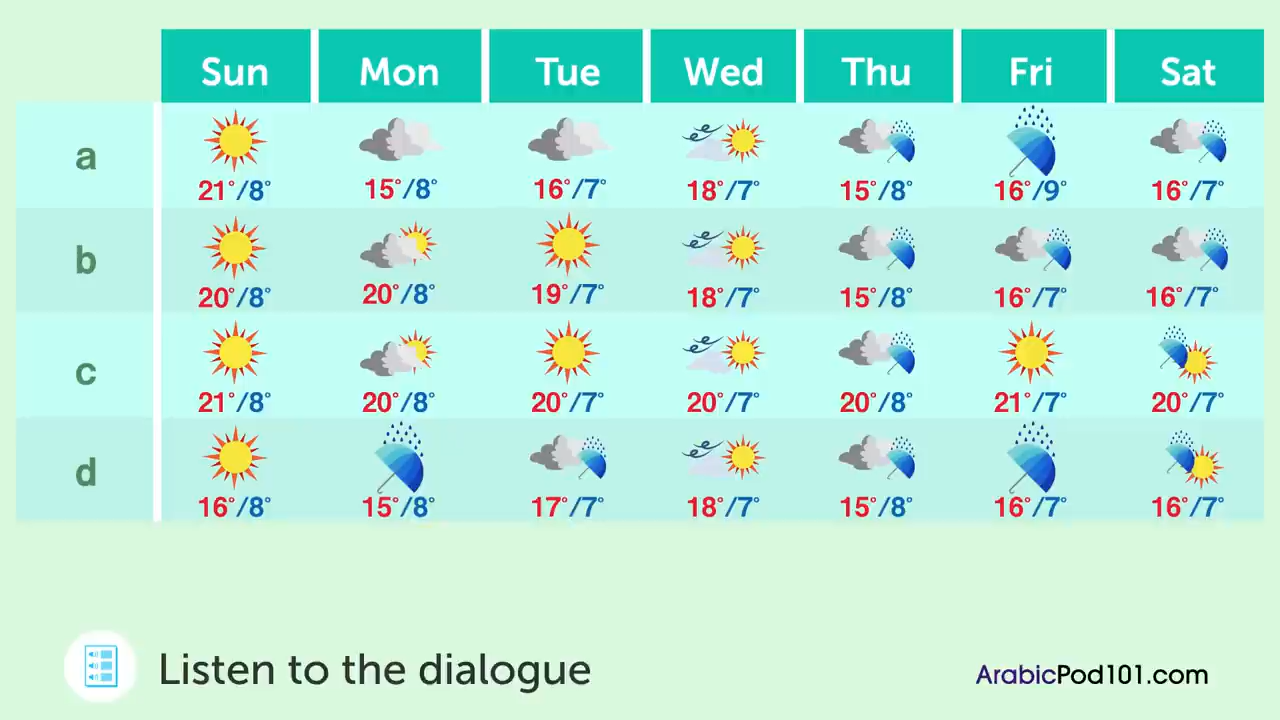 Sun Mon Tue Wed Thu Fri Sat
a 21°/8° 15°/8° 16°/7° 18°/7° 15°/8° 16°/9° 16°/7°
b 20°/8° 20°/8° 19°/7° 18°/7° 15°/8° 16°/7° 16°/7°
c 21°/8° 20°/8° 20°/7° 20°/7° 20°/8° 21°/7° 20°/7°
d 16°/8° 15°/8° 17°/7° 18°/7° 15°/8° 16°/7° 16°/7°
Listen to the dialogue
ArabicPod101.com